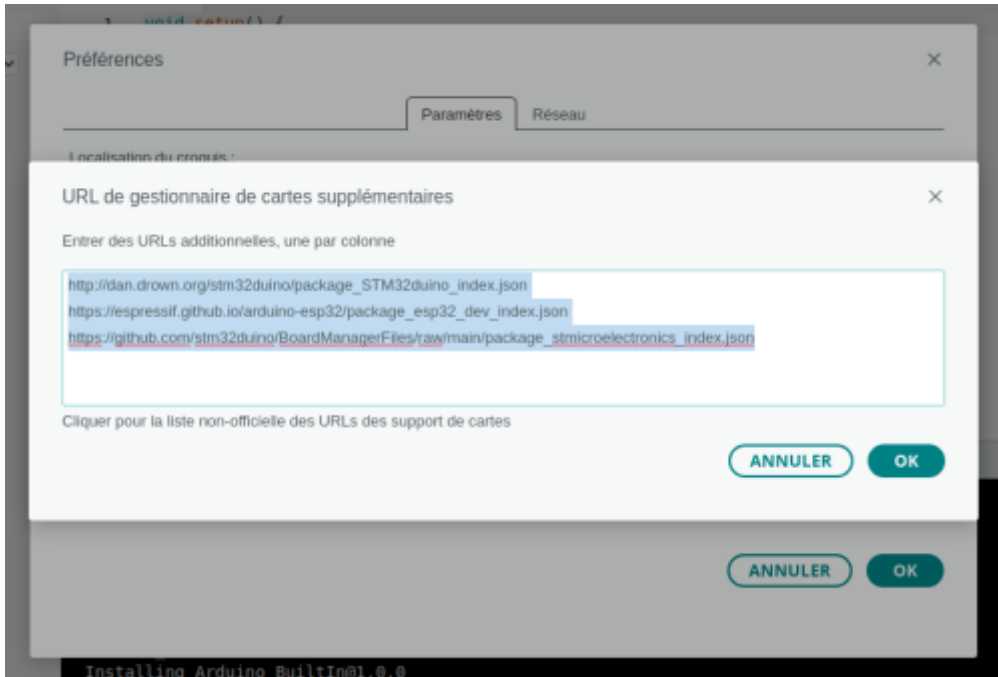 1 void setup() {
Préférences
Paramètres Réseau
Localisation du croquis :
URL de gestionnaire de cartes supplémentaires
Entrer des URLs additionnelles, une par colonne
http://dan.drown.org/stm32duino/package_STM32duino_index.json
https://espressif.github.io/arduino-esp32/package_esp32_dev_index.json
https://github.com/stm32duino/BoardManagerFiles/raw/main/package_stmicroelectronics_index.json
Cliquer pour la liste non-officielle des URLs des support de cartes
ANNULER OK
ANNULER OK
Installing Arduino_BuiltIn@1.0.0